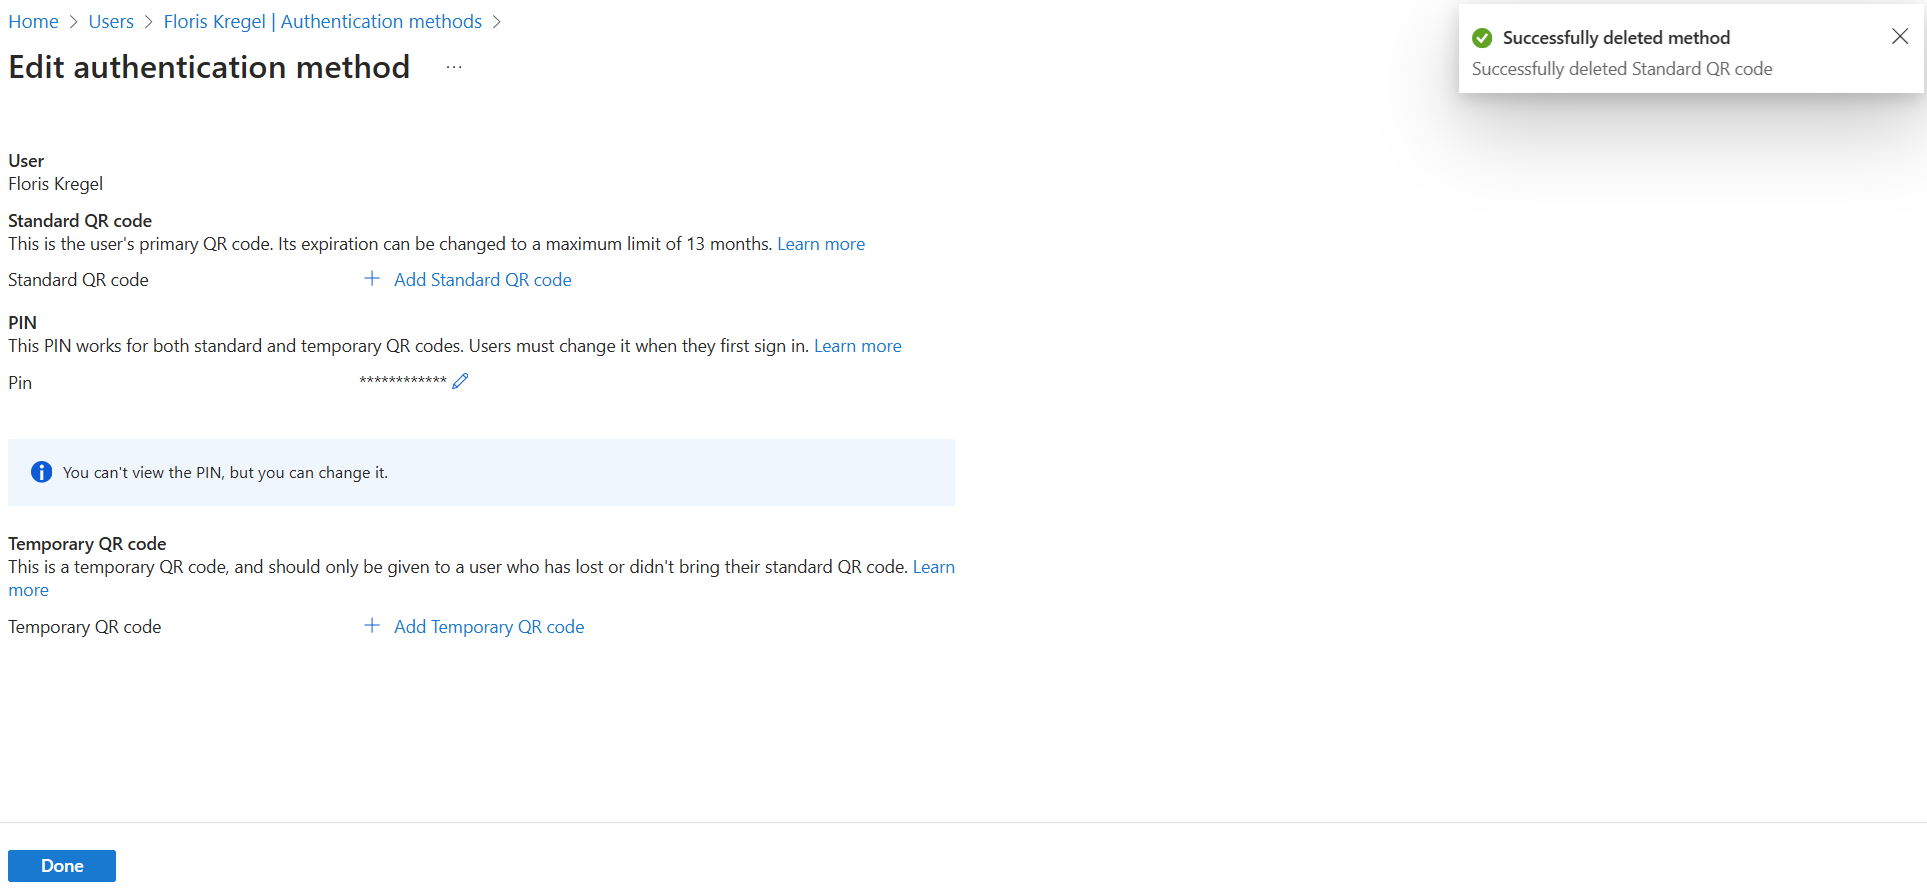 Home > Users > Floris Kregel | Authentication methods >
Edit authentication method ...
Successfully deleted method
Successfully deleted Standard QR code
User
Floris Kregel
Standard QR code
This is the user's primary QR code. Its expiration can be changed to a maximum limit of 13 months. Learn more
Standard QR code + Add Standard QR code
PIN
This PIN works for both standard and temporary QR codes. Users must change it when they first sign in. Learn more
Pin ************
You can't view the PIN, but you can change it.
Temporary QR code
This is a temporary QR code, and should only be given to a user who has lost or didn't bring their standard QR code. Learn
more
Temporary QR code + Add Temporary QR code
Done